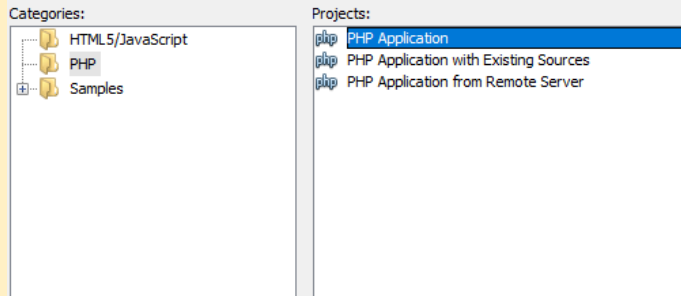 Categories:
HTML5/JavaScript
PHP
Samples
Projects:
php PHP Application
php PHP Application with Existing Sources
php PHP Application from Remote Server